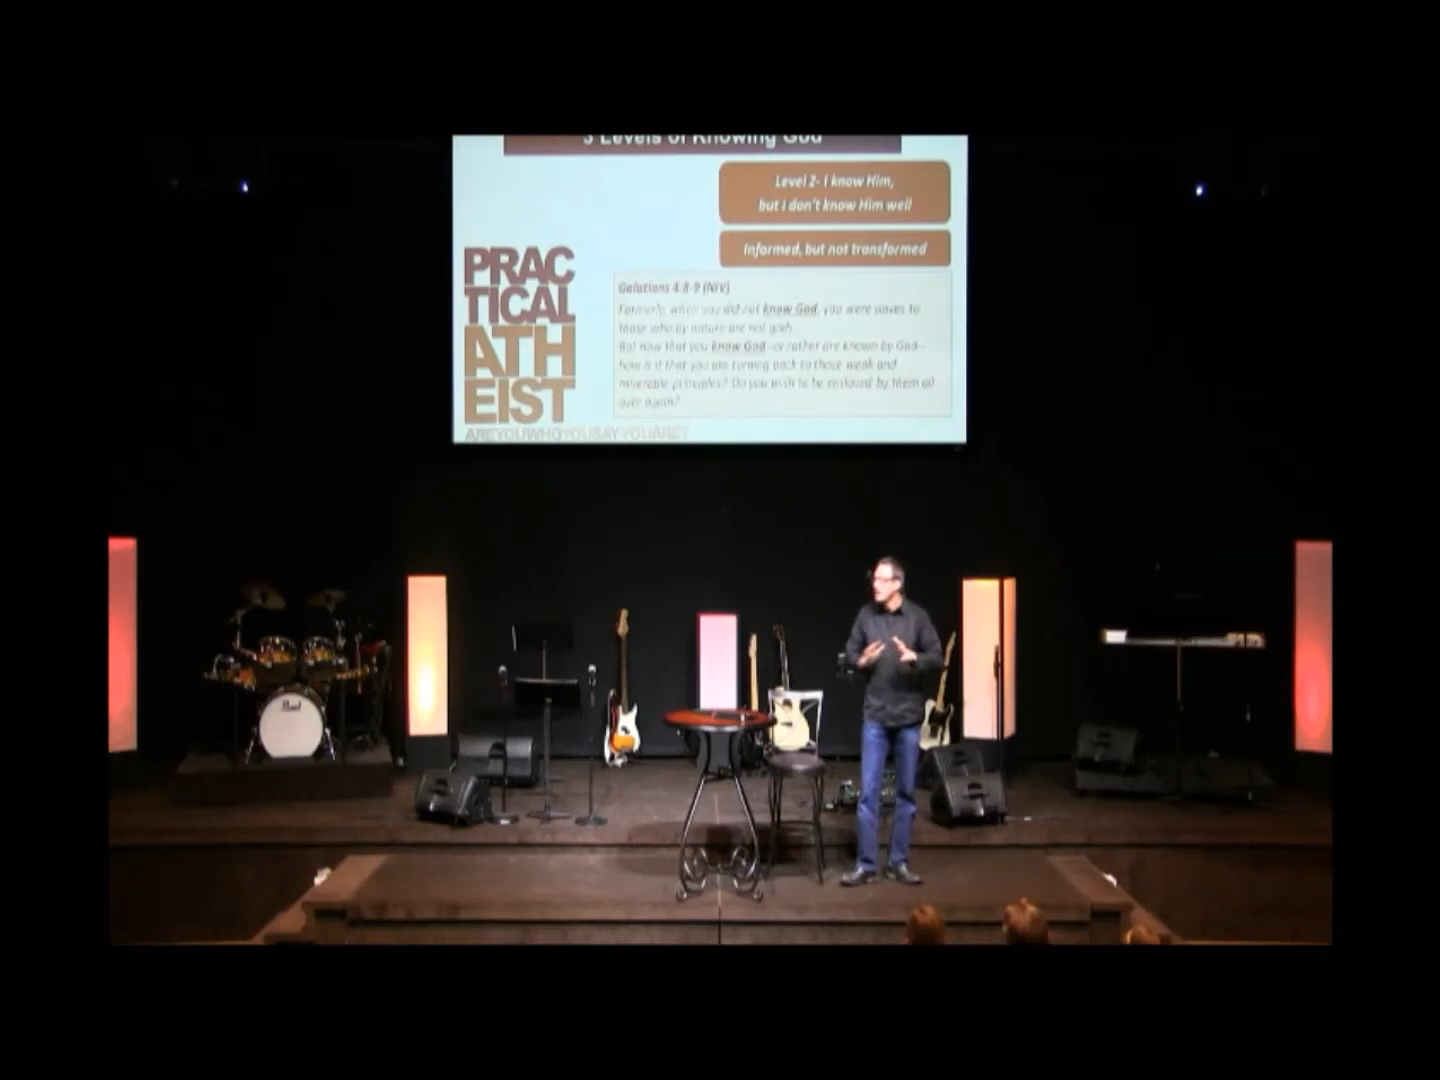 3 Levels of Knowing God
Level 2- I know Him,
but I don't know Him well
Informed, but not transformed
PRAC
TICAL
ATH
EIST
AREYOUWHOYOUSAYYOUARE?
Galatians 4:8-9 (NIV)
Formerly, when you did not know God, you were slaves to
those who by nature are not gods.
But now that you know God--or rather are known by God--
how is it that you are turning back to those weak and
miserable principles? Do you wish to be enslaved by them all
over again?
Pearl